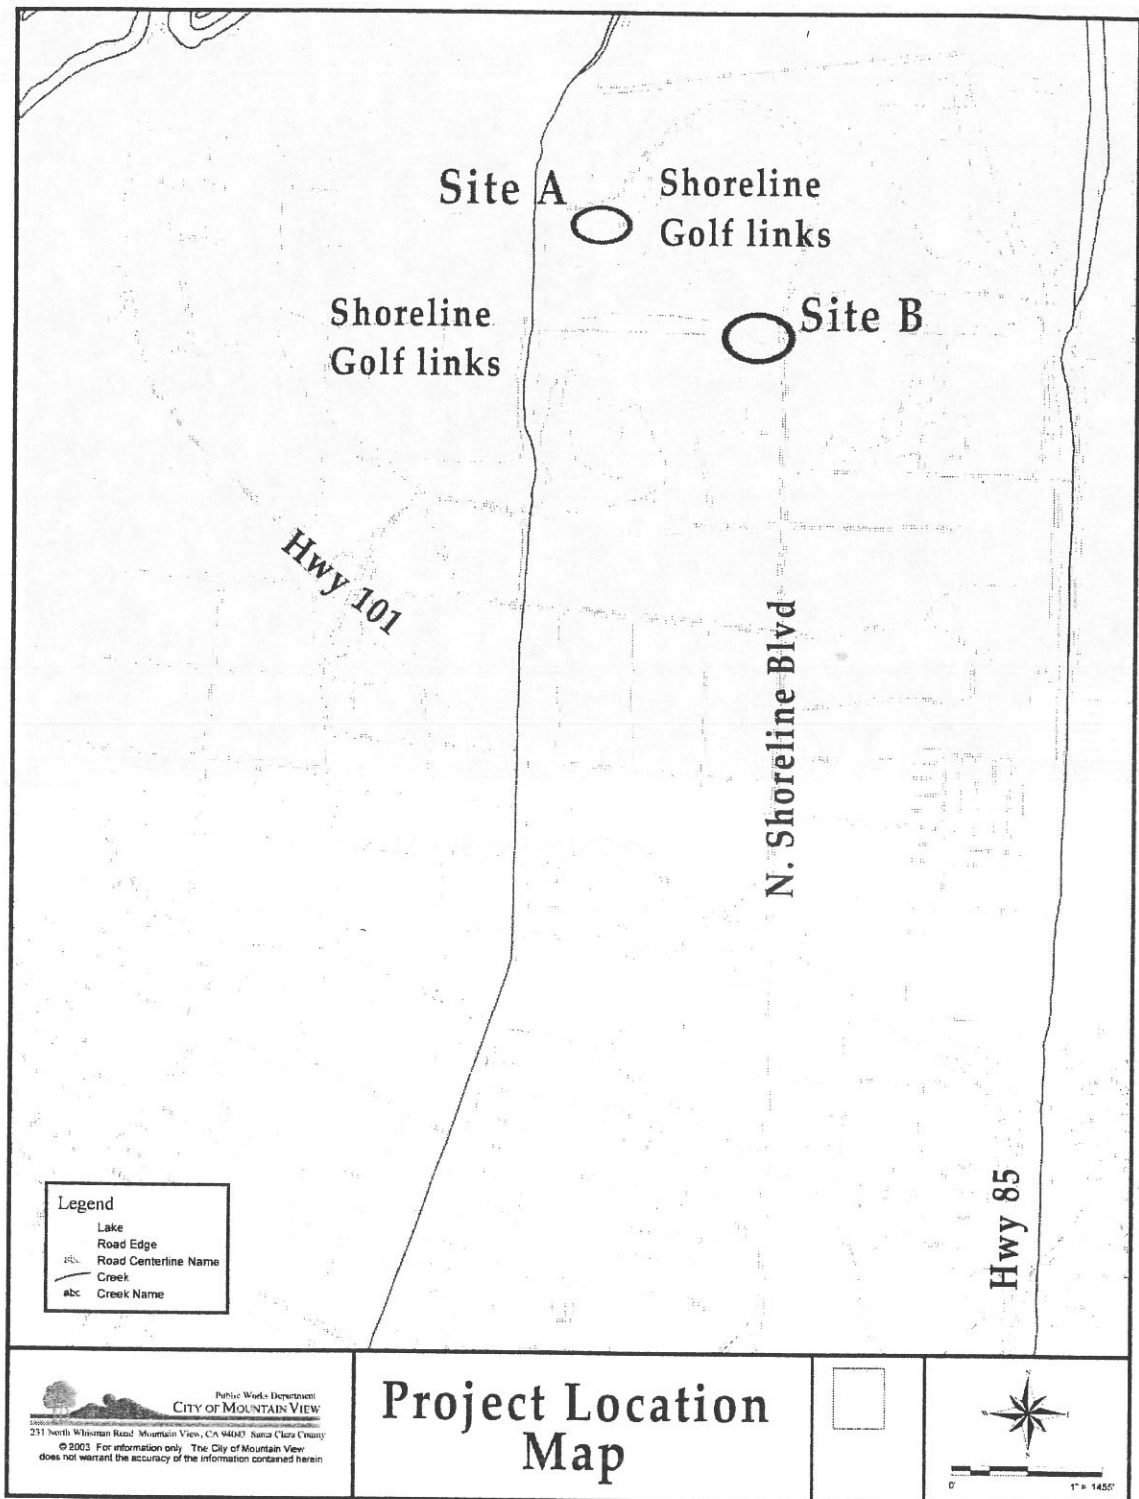 Site A
Shoreline
Golf links
Shoreline
Golf links
Site B
Hwy 101
N. Shoreline Blvd
Hwy 85
Legend
Lake
Road Edge
Road Centerline Name
Creek
abc Creek Name
Public Works Department
CITY OF MOUNTAIN VIEW
231 North Whisman Road Mountain View, CA 94043 Santa Clara County
© 2003 For information only The City of Mountain View
does not warrant the accuracy of the information contained herein
Project Location
Map
N
W
S
0'
1" = 1455'